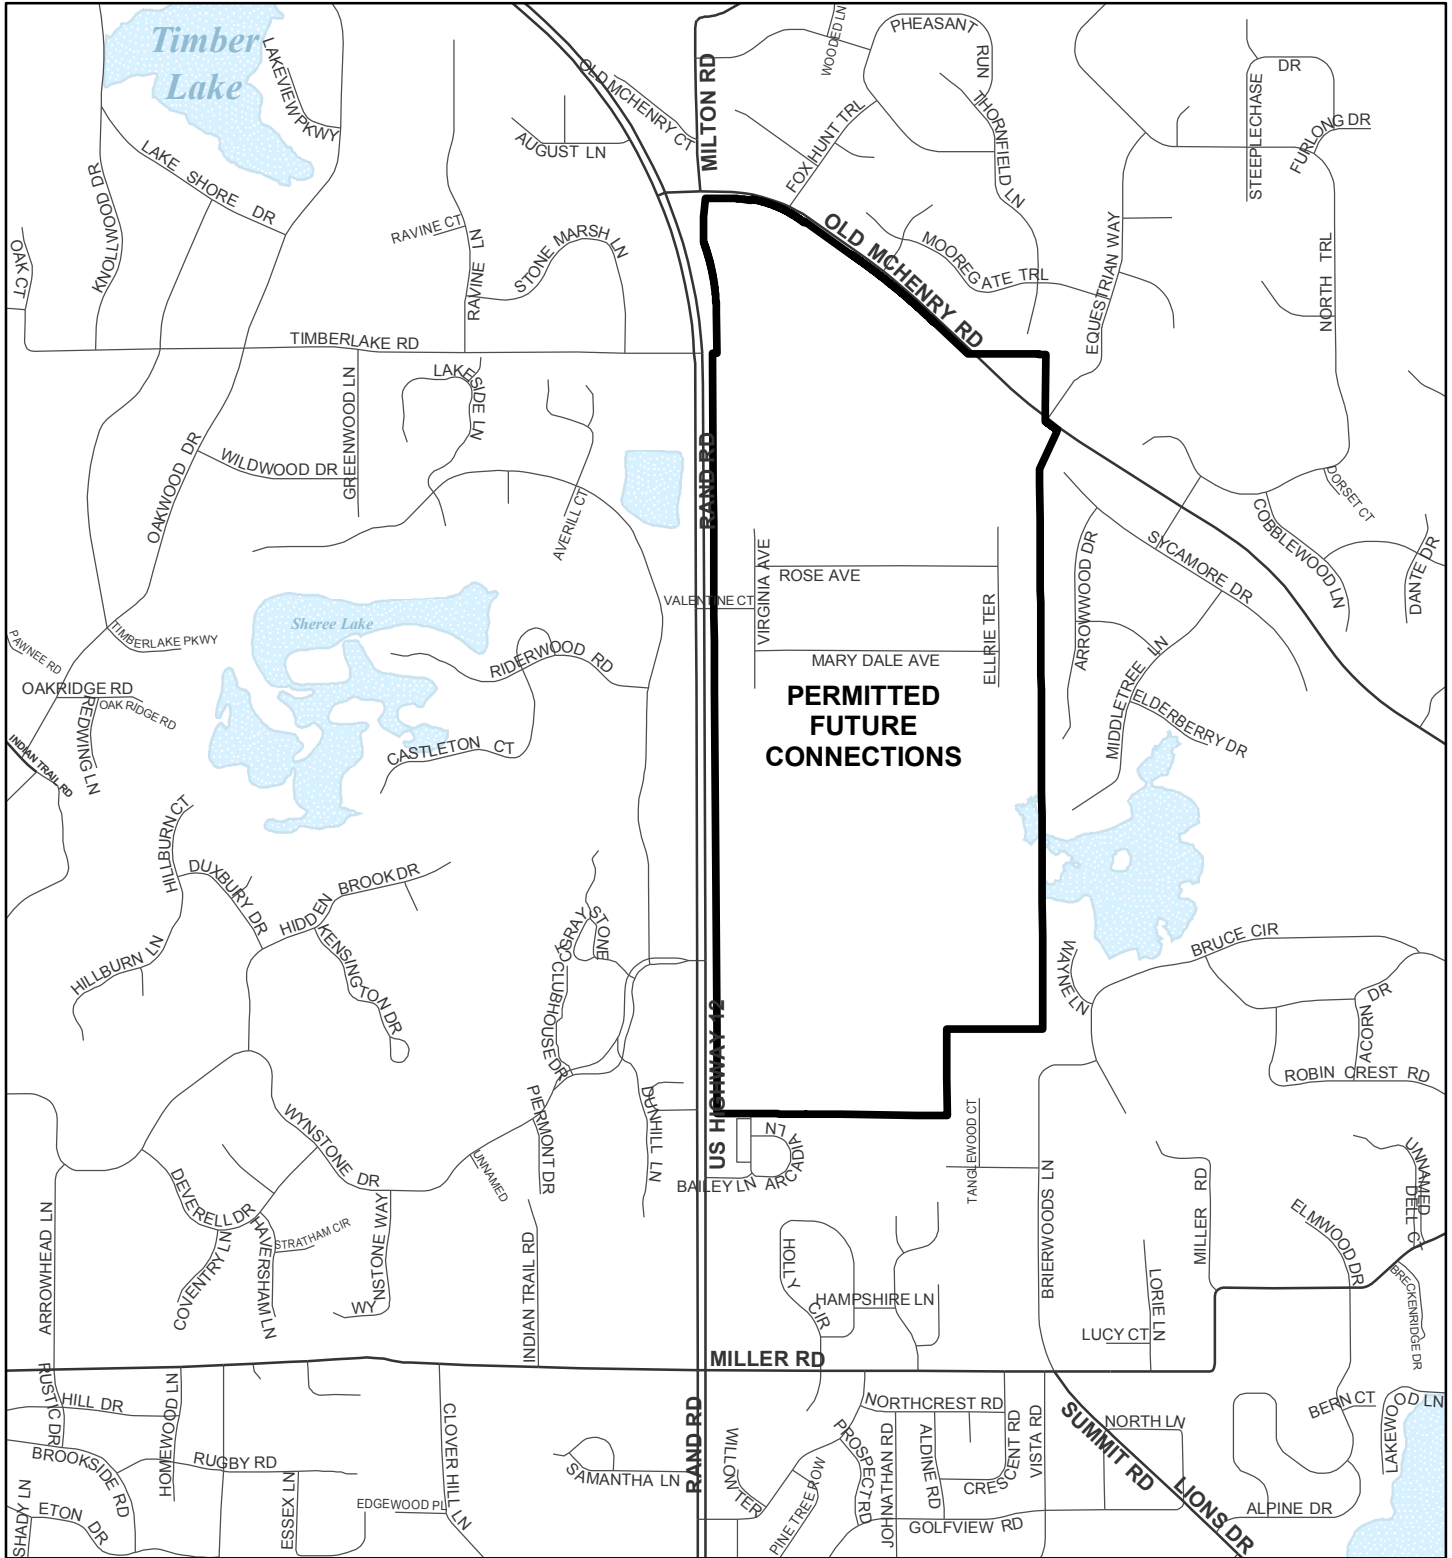 Timber
Lake
LAKEVIEW PKWY
OLD MCHENRY CT
MILTON RD
WOODED LN
PHEASANT
RUN
DR
STEEPLECHASE
FURLONG DR
AUGUST LN
THORNFIELD LN
FOX HUNT TRL
LAKE SHORE DR
KNOLLWOOD DR
OAK CT
RAVINE CT
RAVINE LN
STONE MARSH LN
OLD MCHENRY RD
MOOREGATE TRL
EQUESTRIAN WAY
NORTH TRL
TIMBERLAKE RD
LAKESIDE LN
GREENWOOD LN
OAKWOOD DR
WILDWOOD DR
AVERILL CT
RAND RD
DORSET CT
COBBLEWOOD LN
DANTE DR
SYCAMORE DR
ARROWWOOD DR
VIRGINIA AVE
ROSE AVE
VALENTINE CT
ELLRIE TER
MARY DALE AVE
Sheree Lake
TIMBERLAKE PKWY
PAWNEE RD
RIDERWOOD RD
OAKRIDGE RD
OAK RIDGE RD
REDWING LN
INDIAN TRAIL RD
CASTLETON CT
MIDDLETREE LN
ELDERBERRY DR
PERMITTED
FUTURE
CONNECTIONS
HILLBURN CT
DUXBURY DR
HIDDEN BROOK DR
KENSINGTON DR
HILLBURN LN
GRAYSTONE
CLUBHOUSE DR
WAYNE LN
BRUCE CIR
ACORN DR
ROBIN CREST RD
US HIGHWAY 12
WYNSTONE DR
PIERMONT DR
DUNHILL LN
UNNAMED
ARCADIA LN
BAILEY LN
TANGLEWOOD CT
BRIERWOODS LN
MILLER RD
UNNAMED
DELL CT
ELMWOOD DR
BRECKENRIDGE DR
DEVERELL DR
STRATHAM CIR
HAVERSHAM LN
COVENTRY LN
WYNSTONE WAY
ARROWHEAD LN
INDIAN TRAIL RD
HOLLY CIR
HAMPSHIRE LN
LORIE LN
LUCY CT
MILLER RD
RUSTIC DR
HILL DR
HOMEWOOD LN
BROOKSIDE RD
RUGBY RD
ESSEX LN
SHADY LN
ETON DR
EDGEWOOD PL
CLOVER HILL LN
SAMANTHA LN
RAND RD
WILLOW TER
PINE TREE ROW
PROSPECT RD
JOHNATHAN RD
NORTHCREST RD
ALDINE RD
CRESCENT RD
VISTA RD
GOLFVIEW RD
SUMMIT RD
NORTH LN
LIONS DR
ALPINE DR
BERN CT
LAKEWOOD LN